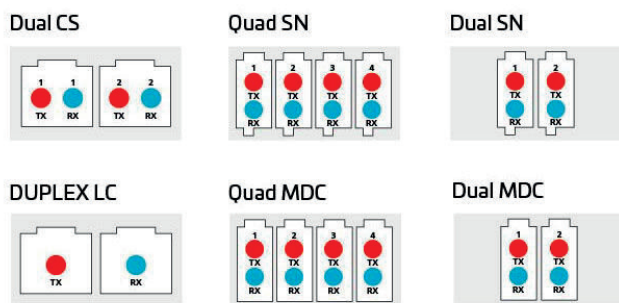 Dual CS
Quad SN
Dual SN
1 1 2 2
TX RX TX RX
1 2 3 4
TX TX TX TX
RX RX RX RX
1 2
TX TX
RX RX
DUPLEX LC
Quad MDC
Dual MDC
TX RX
1 2 3 4
TX TX TX TX
RX RX RX RX
1 2
TX TX
RX RX